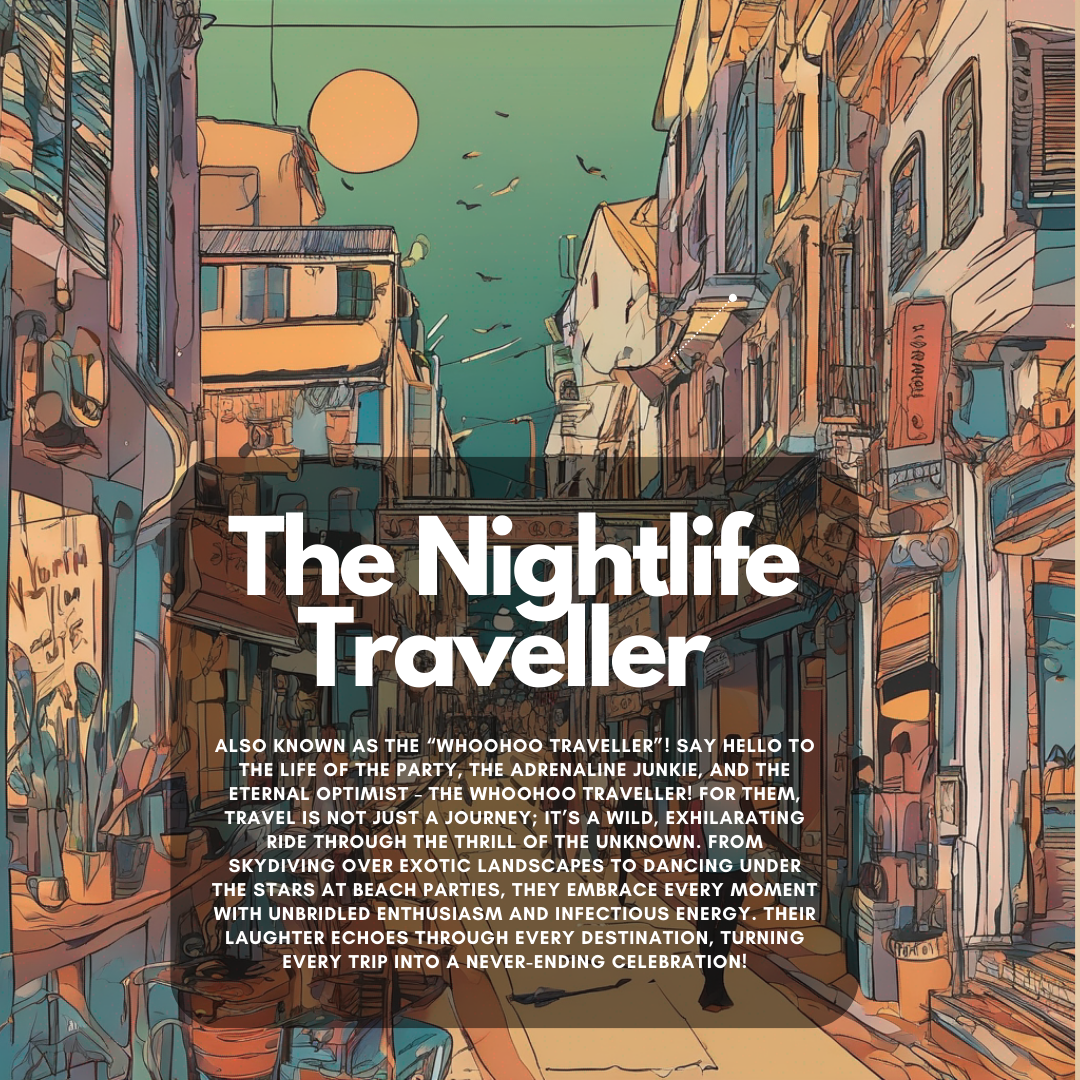 The Nightlife
Traveller
ALSO KNOWN AS THE “WHOOHOO TRAVELLER”! SAY HELLO TO
THE LIFE OF THE PARTY, THE ADRENALINE JUNKIE, AND THE
ETERNAL OPTIMIST – THE WHOOHOO TRAVELLER! FOR THEM,
TRAVEL IS NOT JUST A JOURNEY; IT’S A WILD, EXHILARATING
RIDE THROUGH THE THRILL OF THE UNKNOWN. FROM
SKYDIVING OVER EXOTIC LANDSCAPES TO DANCING UNDER
THE STARS AT BEACH PARTIES, THEY EMBRACE EVERY MOMENT
WITH UNBRIDLED ENTHUSIASM AND INFECTIOUS ENERGY. THEIR
LAUGHTER ECHOES THROUGH EVERY DESTINATION, TURNING
EVERY TRIP INTO A NEVER-ENDING CELEBRATION!